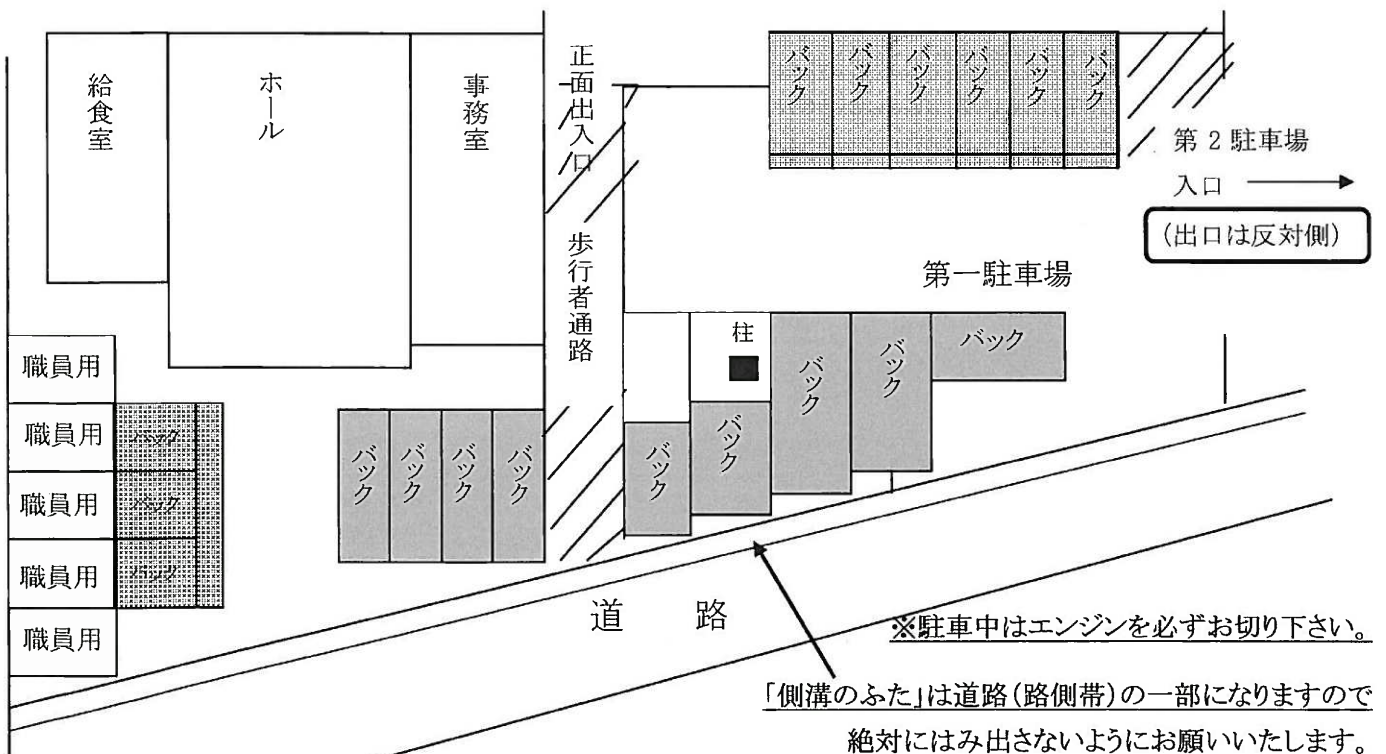 給食室
ホール
事務室
正面出入口
歩行者通路
バック
バック
バック
バック
バック
バック
第2駐車場
入口
(出口は反対側)
第一駐車場
柱
バック
バック
バック
バック
バック
バック
バック
バック
バック
職員用
職員用
職員用
職員用
職員用
バック
バック
バック
道 路
※駐車中はエンジンを必ずお切り下さい。
「側溝のふた」は道路(路側帯)の一部になりますので
絶対にはみ出さないようにお願いいたします。